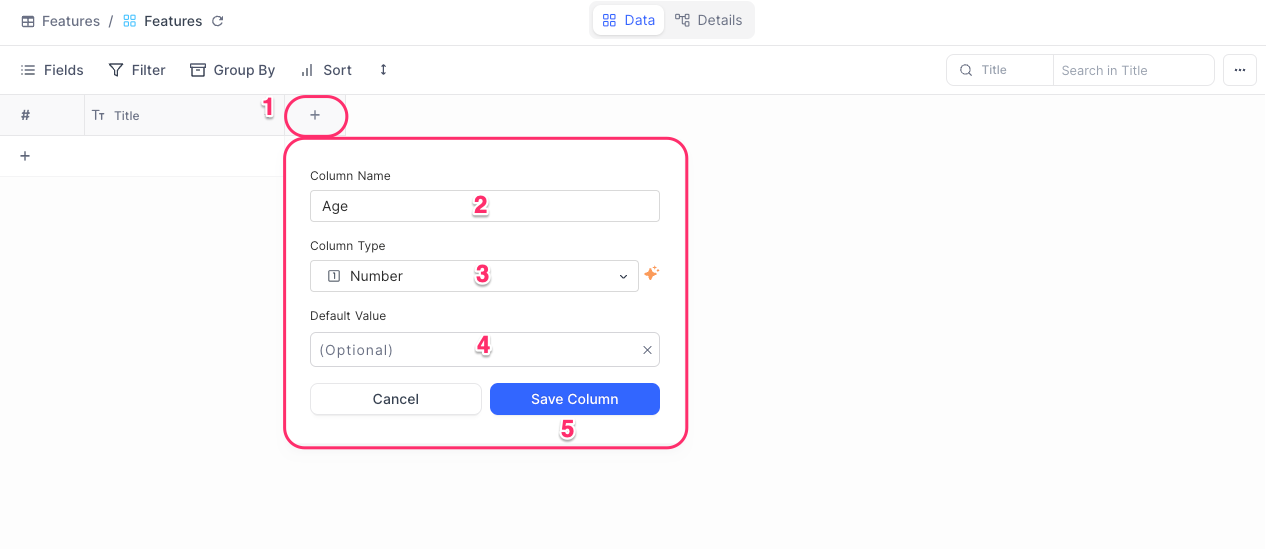 Features / Features
Data Details
Fields Filter Group By Sort
Title Search in Title
# Title 1 +
+
Column Name
Age 2
Column Type
Number 3
Default Value
(Optional) 4
Cancel Save Column
5